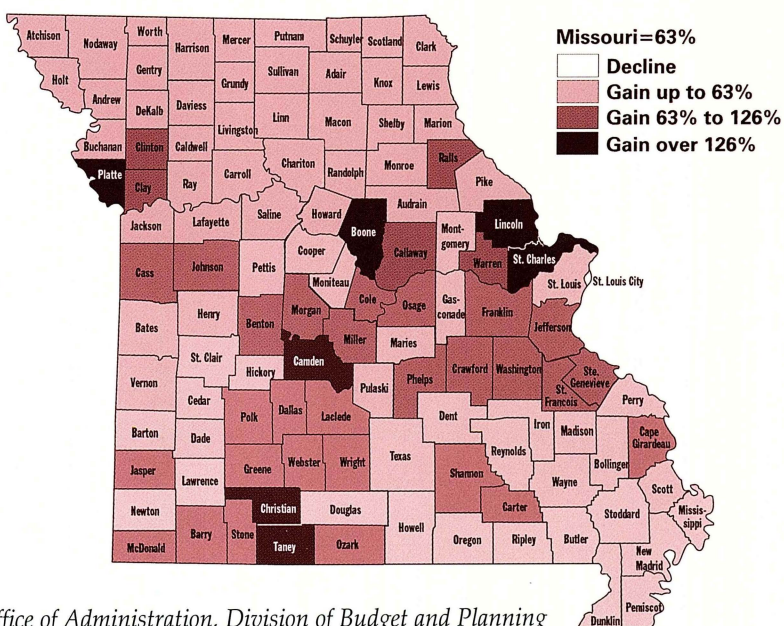 Missouri=63%
Decline
Gain up to 63%
Gain 63% to 126%
Gain over 126%
Atchison
Nodaway
Worth
Harrison
Mercer
Putnam
Schuyler
Scotland
Clark
Holt
Gentry
Grundy
Sullivan
Adair
Knox
Lewis
Andrew
DeKalb
Daviess
Livingston
Linn
Macon
Shelby
Marion
Buchanan
Clinton
Caldwell
Chariton
Randolph
Monroe
Ralls
Platte
Clay
Ray
Carroll
Pike
Jackson
Lafayette
Saline
Howard
Boone
Audrain
Lincoln
Cooper
Callaway
Mont-
gomery
Warren
St. Charles
Cass
Johnson
Pettis
Moniteau
Cole
Osage
Gas-
conade
Franklin
St. Louis
St. Louis City
Jefferson
Bates
Henry
Benton
Morgan
Miller
Maries
St. Clair
Hickory
Camden
Pulaski
Phelps
Crawford
Washington
St.
Francois
Ste.
Genevieve
Vernon
Cedar
Polk
Dallas
Laclede
Dent
Iron
Madison
Perry
Barton
Dade
Texas
Reynolds
Bollinger
Cape
Girardeau
Jasper
Lawrence
Greene
Webster
Wright
Shannon
Wayne
Scott
Newton
Christian
Douglas
Howell
Carter
Stoddard
Missis-
sippi
McDonald
Barry
Stone
Taney
Ozark
Oregon
Ripley
Butler
New
Madrid
Dunklin
Pemiscot
ffice of Administration, Division of Budget and Planning